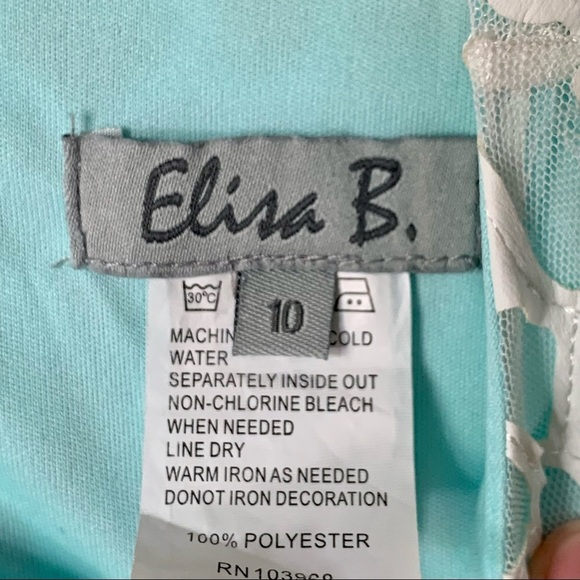 Elisa B.
30°C
10
MACHIN COLD
WATER
SEPARATELY INSIDE OUT
NON-CHLORINE BLEACH
WHEN NEEDED
LINE DRY
WARM IRON AS NEEDED
DONOT IRON DECORATION
100% POLYESTER
RN103968